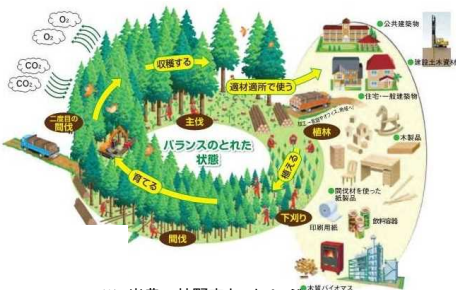 O₂
O₂
CO₂
CO₂
収穫する
適材適所で使う
公共建築物
建設土木資材
住宅・一般建築物
二度目の
間伐
主伐
植林
バランスのとれた
状態
植える
木製品
育てる
下刈り
間伐
間伐材を使った
紙製品
印刷用紙
飲料容器
木質バイオマス